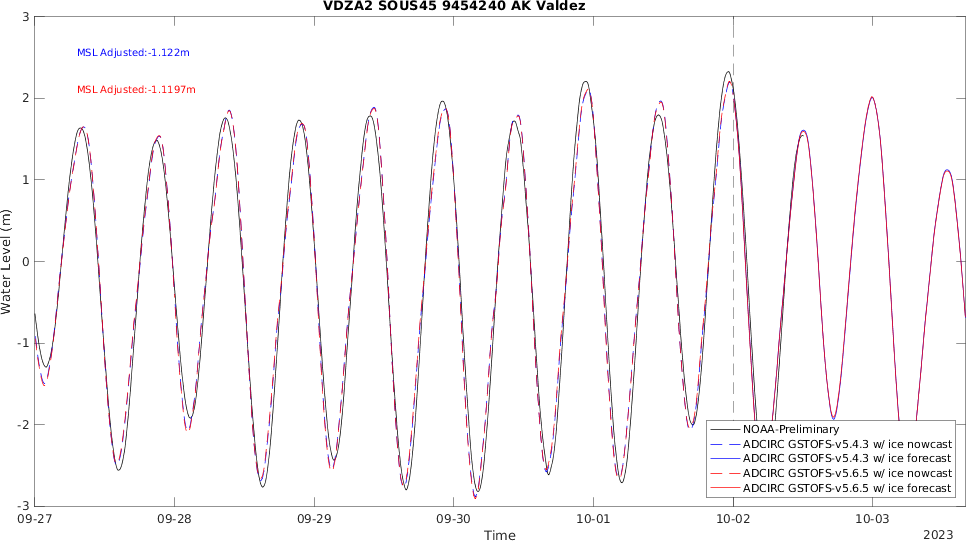 VDZA2 SOUS45 9454240 AK Valdez
3
MSL Adjusted:-1.122m
MSL Adjusted:-1.1197m
2
1
0
-1
-2
-3
Water Level (m)
NOAA-Preliminary
ADCIRC GSTOFS-v5.4.3 w/ ice nowcast
ADCIRC GSTOFS-v5.4.3 w/ ice forecast
ADCIRC GSTOFS-v5.6.5 w/ ice nowcast
ADCIRC GSTOFS-v5.6.5 w/ ice forecast
09-27 09-28 09-29 09-30 10-01 10-02 10-03
Time
2023